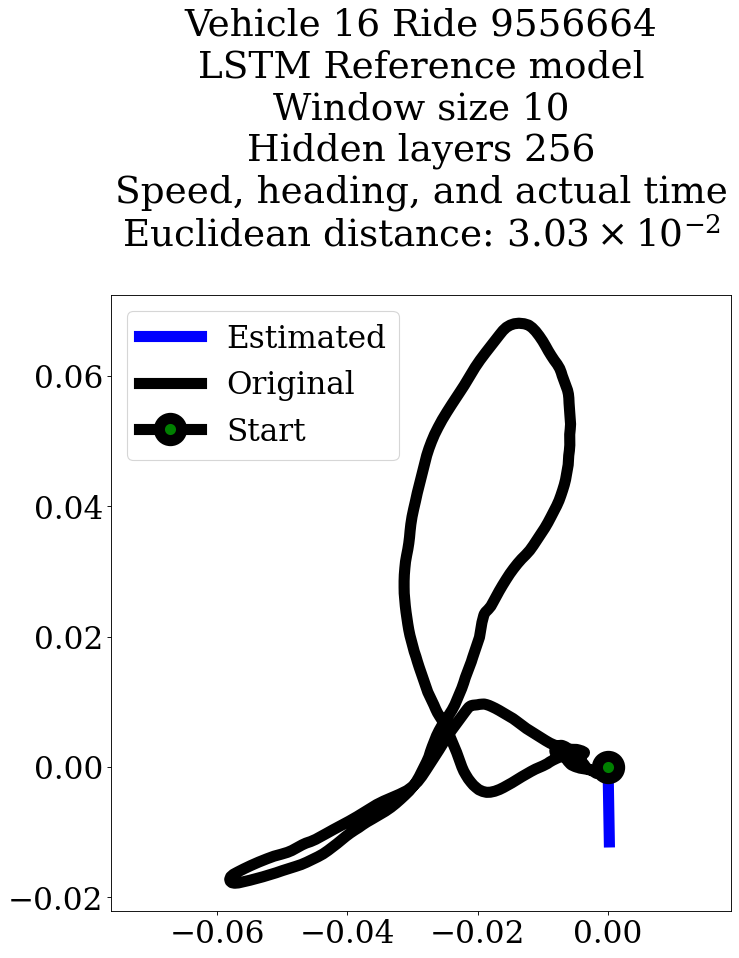 Vehicle 16 Ride 9556664
LSTM Reference model
Window size 10
Hidden layers 256
Speed, heading, and actual time
Euclidean distance: 3.03 × 10⁻²
Estimated
Original
Start
0.06
0.04
0.02
0.00
−0.02
−0.06 −0.04 −0.02 0.00